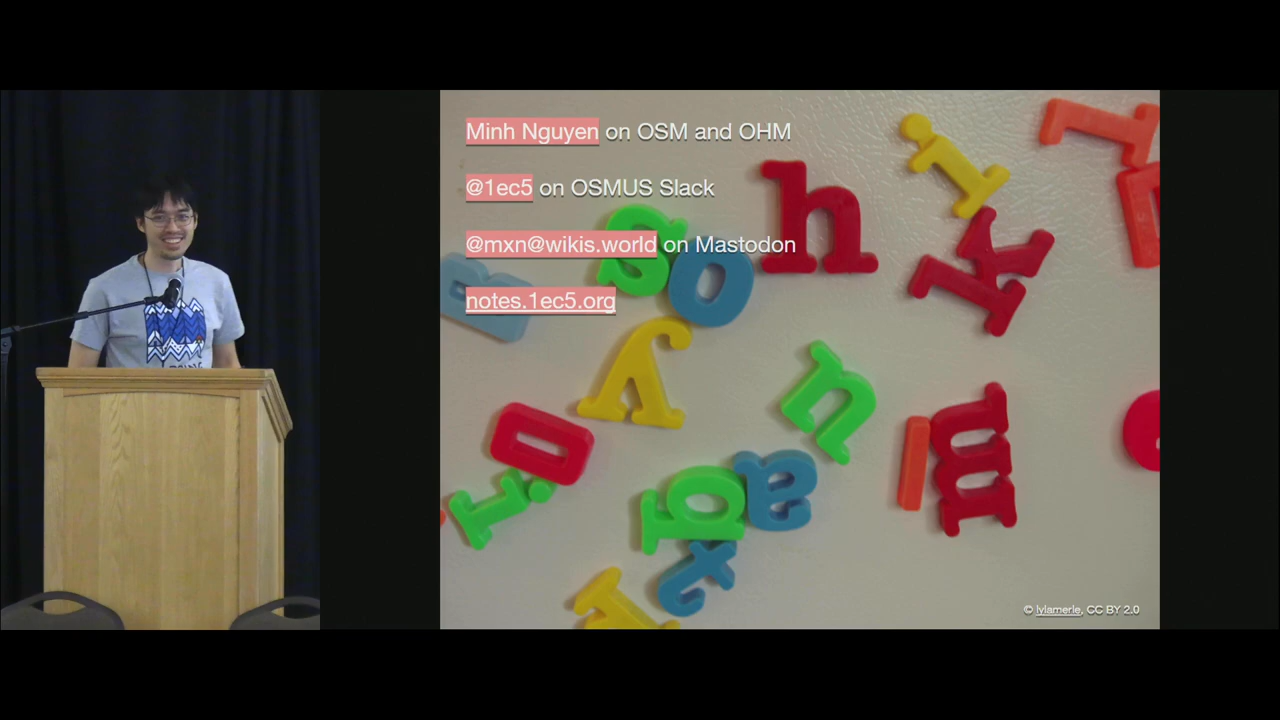 Minh Nguyen on OSM and OHM
@1ec5 on OSMUS Slack
@mxn@wikis.world on Mastodon
notes.1ec5.org
© lylamerle, CC BY 2.0